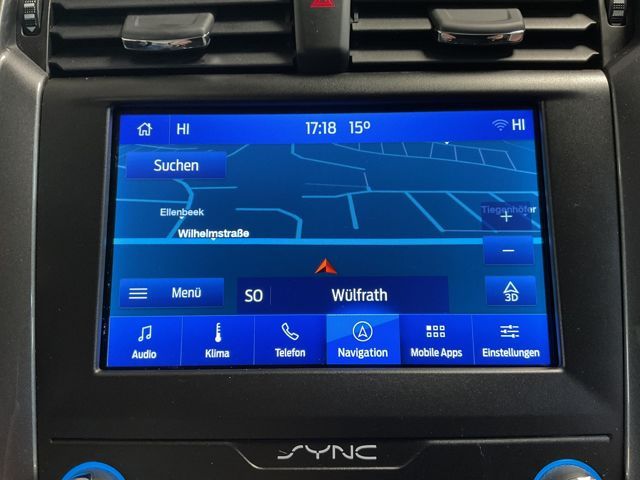 HI 17:18 15° HI
Suchen
Ellenbeek
Tiegenhöfer
Wilhelmstraße
+
−
Menü
SO Wülfrath
3D
Audio Klima Telefon Navigation Mobile Apps Einstellungen
SYNC